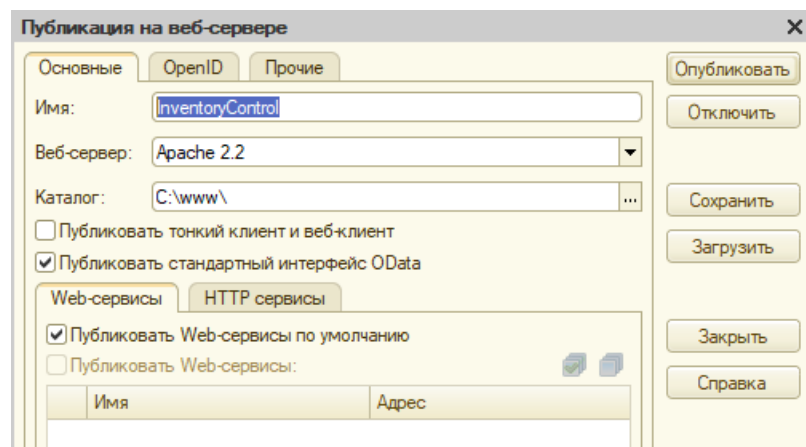 Публикация на веб-сервере
Основные OpenID Прочие
Опубликовать
Имя: InventoryControl
Отключить
Веб-сервер: Apache 2.2
Каталог: C:\www\ ...
Сохранить
Публиковать тонкий клиент и веб-клиент
Загрузить
Публиковать стандартный интерфейс OData
Web-сервисы HTTP сервисы
Публиковать Web-сервисы по умолчанию
Закрыть
Публиковать Web-сервисы:
Справка
Имя Адрес